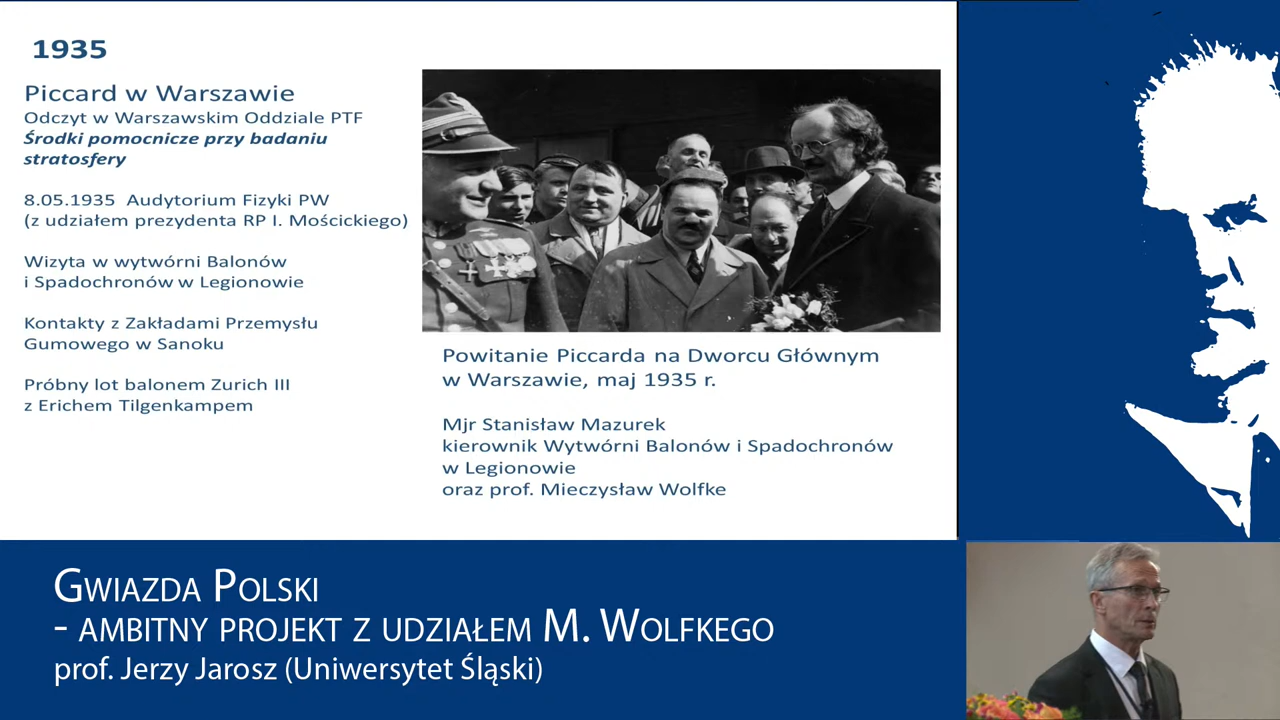 1935
Piccard w Warszawie
Odczyt w Warszawskim Oddziale PTF
Środki pomocnicze przy badaniu
stratosfery
8.05.1935 Audytorium Fizyki PW
(z udziałem prezydenta RP I. Mościckiego)
Wizyta w wytwórni Balonów
i Spadochronów w Legionowie
Kontakty z Zakładami Przemysłu
Gumowego w Sanoku
Próbny lot balonem Zurich III
z Erichem Tilgenkampem
Powitanie Piccarda na Dworcu Głównym
w Warszawie, maj 1935 r.
Mjr Stanisław Mazurek
kierownik Wytwórni Balonów i Spadochronów
w Legionowie
oraz prof. Mieczysław Wolfke
Gwiazda Polski
- ambitny projekt z udziałem M. Wolfkego
prof. Jerzy Jarosz (Uniwersytet Śląski)